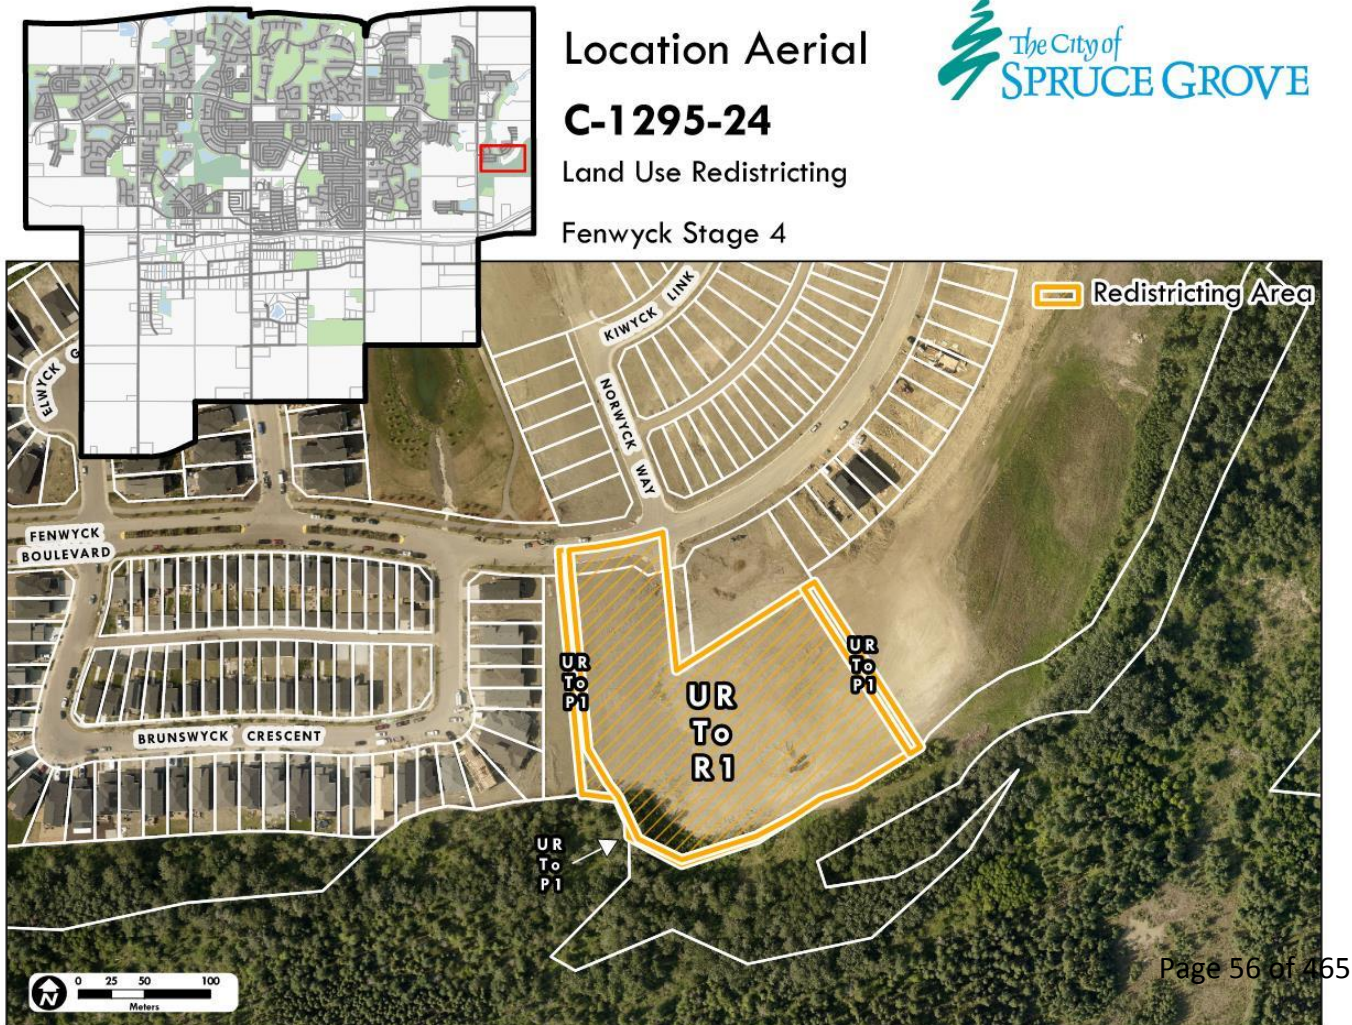 Location Aerial
C-1295-24
Land Use Redistricting
Fenwyck Stage 4
The City of
SPRUCE GROVE
Redistricting Area
KIWYCK LINK
NORWYCK WAY
ELWYCK G
FENWYCK
BOULEVARD
BRUNSWYCK CRESCENT
UR
To
P1
UR
To
R1
UR
To
P1
UR
To
P1
N
0 25 50 100
Meters
Page 56 of 465